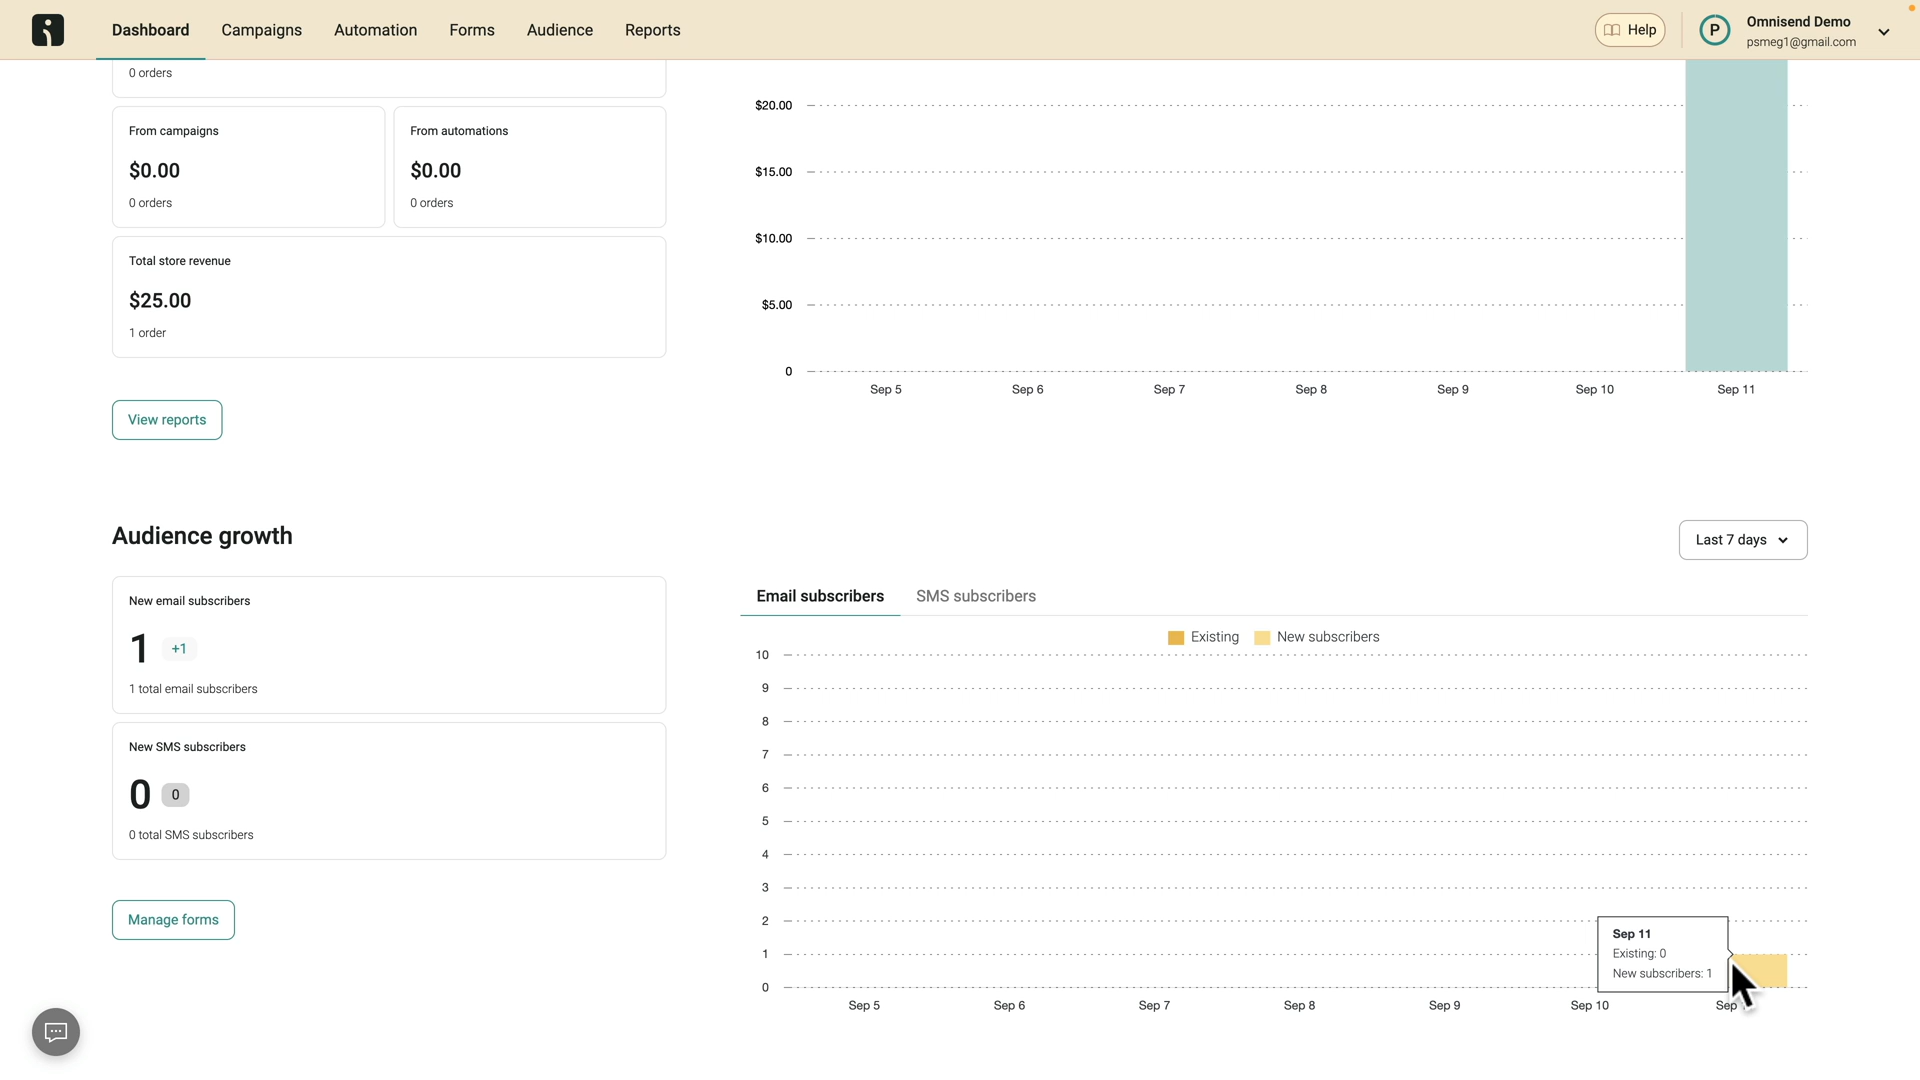 Dashboard
Campaigns
Automation
Forms
Audience
Reports
Help
P
Omnisend Demo
psmeg1@gmail.com
0 orders
From campaigns
$0.00
0 orders
From automations
$0.00
0 orders
Total store revenue
$25.00
1 order
View reports
$20.00
$15.00
$10.00
$5.00
0
Sep 5
Sep 6
Sep 7
Sep 8
Sep 9
Sep 10
Sep 11
Audience growth
Last 7 days
New email subscribers
1 +1
1 total email subscribers
New SMS subscribers
0 0
0 total SMS subscribers
Manage forms
Email subscribers
SMS subscribers
Existing
New subscribers
10
9
8
7
6
5
4
3
2
1
0
Sep 11
Existing: 0
New subscribers: 1
Sep 5
Sep 6
Sep 7
Sep 8
Sep 9
Sep 10
Sep